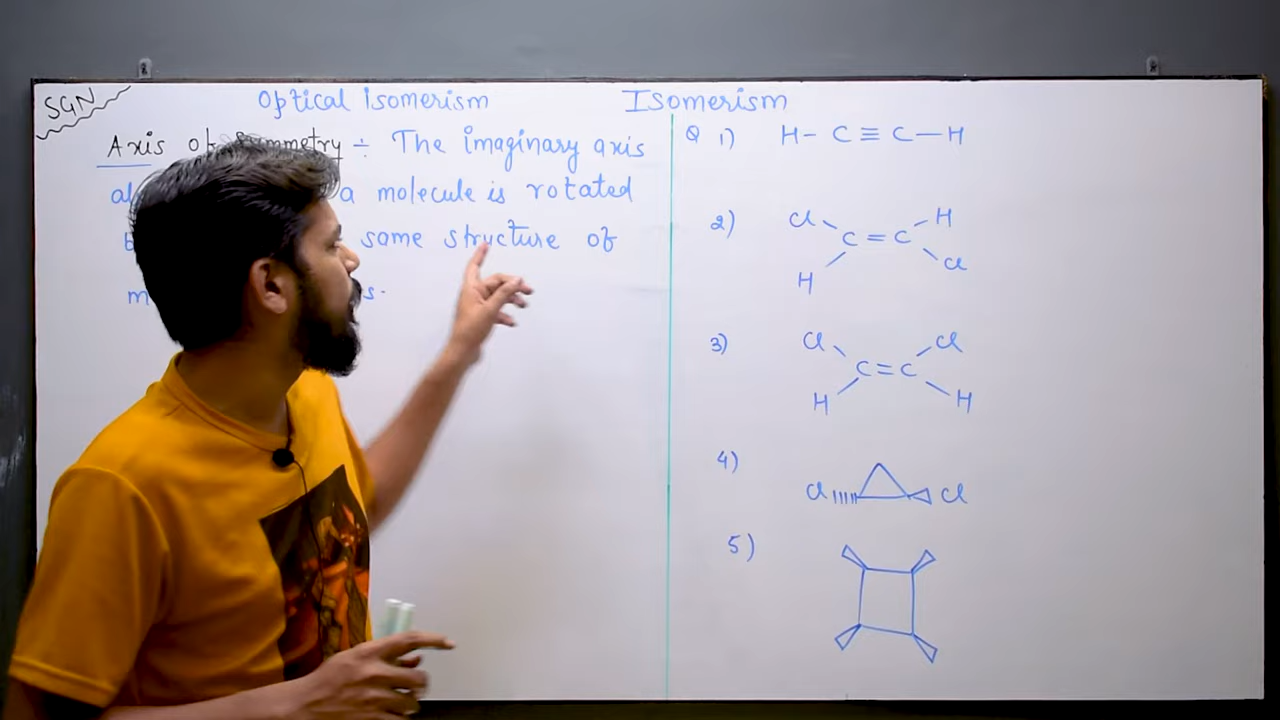 SGN
Optical Isomerism
Isomerism
Axis of Symmetry ÷ The imaginary axis
a molecule is rotated
same structure of
Q 1) H- C ≡ C - H
2) Cl H
C = C
H Cl
3) Cl Cl
C = C
H H
4)
Cl Cl
5)